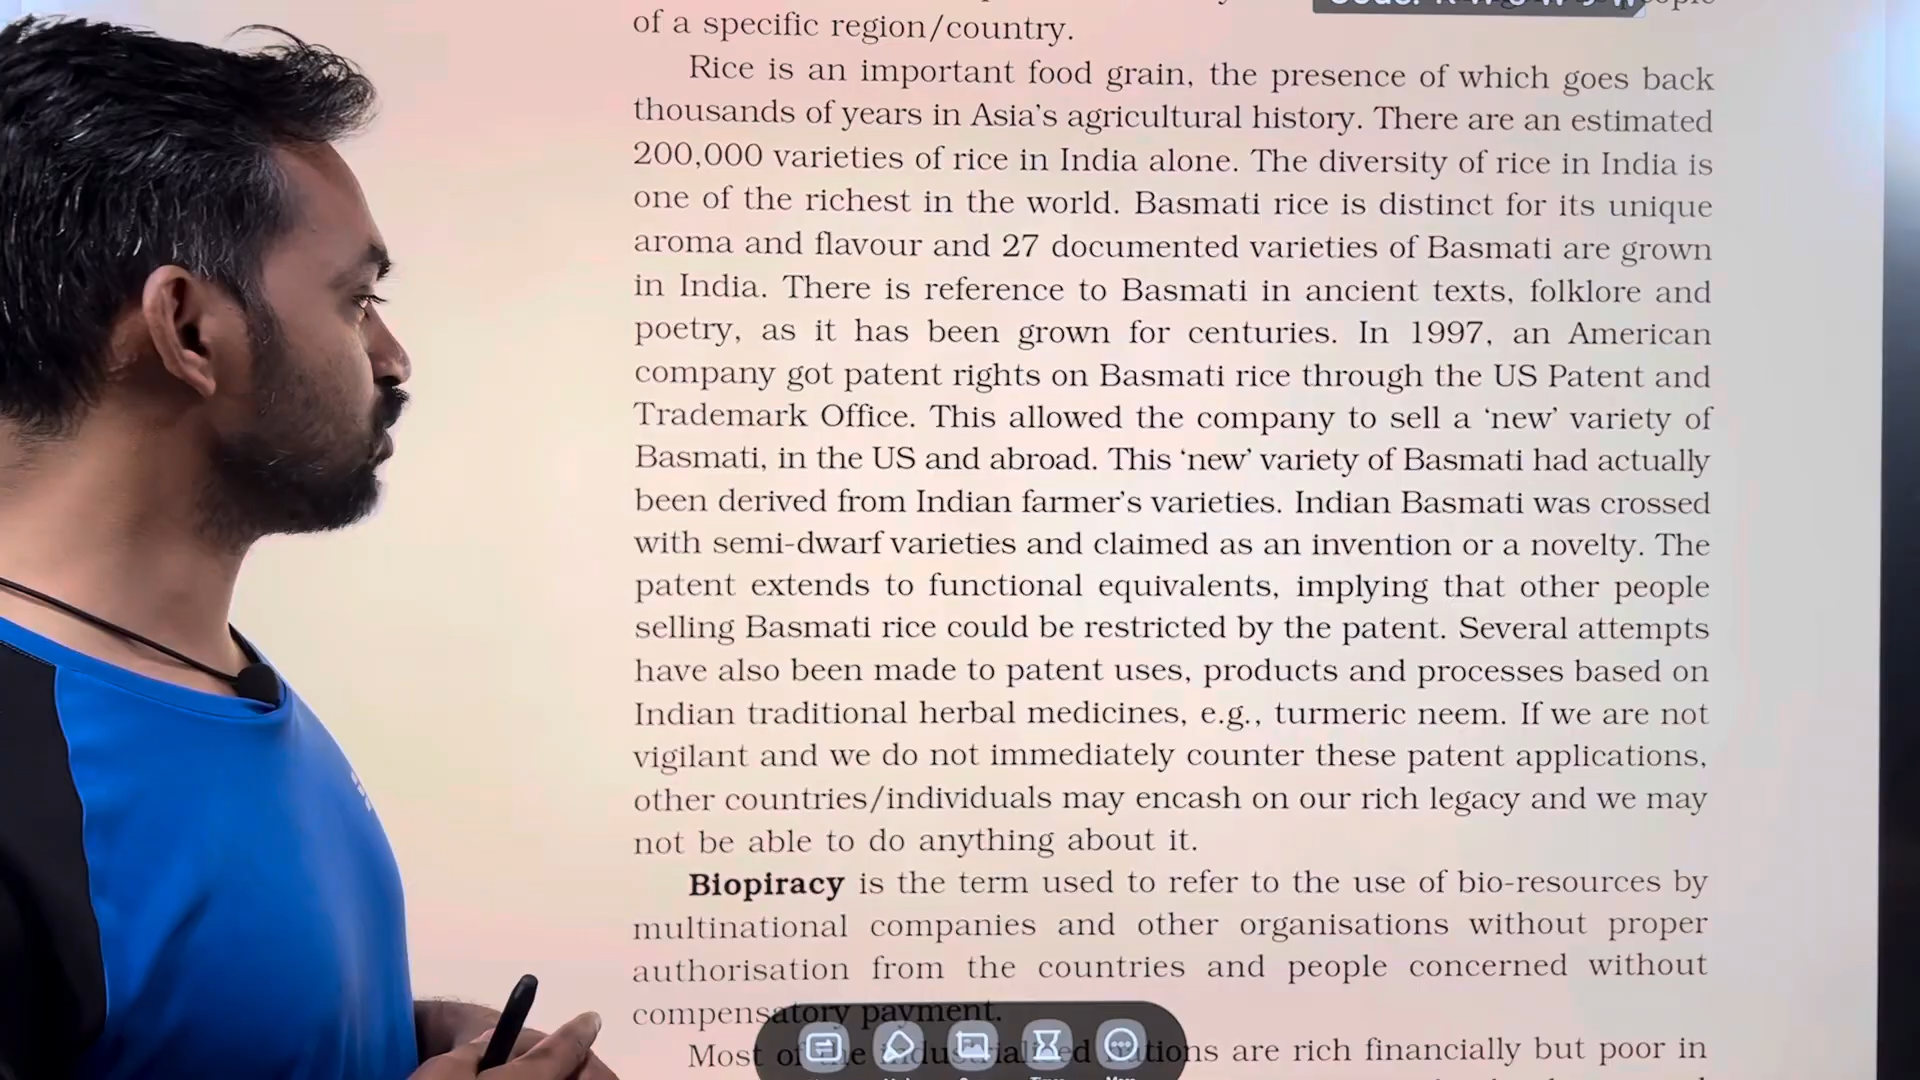 of a specific region/country.
Rice is an important food grain, the presence of which goes back
thousands of years in Asia's agricultural history. There are an estimated
200,000 varieties of rice in India alone. The diversity of rice in India is
one of the richest in the world. Basmati rice is distinct for its unique
aroma and flavour and 27 documented varieties of Basmati are grown
in India. There is reference to Basmati in ancient texts, folklore and
poetry, as it has been grown for centuries. In 1997, an American
company got patent rights on Basmati rice through the US Patent and
Trademark Office. This allowed the company to sell a ‘new’ variety of
Basmati, in the US and abroad. This ‘new’ variety of Basmati had actually
been derived from Indian farmer’s varieties. Indian Basmati was crossed
with semi-dwarf varieties and claimed as an invention or a novelty. The
patent extends to functional equivalents, implying that other people
selling Basmati rice could be restricted by the patent. Several attempts
have also been made to patent uses, products and processes based on
Indian traditional herbal medicines, e.g., turmeric neem. If we are not
vigilant and we do not immediately counter these patent applications,
other countries/individuals may encash on our rich legacy and we may
not be able to do anything about it.
Biopiracy is the term used to refer to the use of bio-resources by
multinational companies and other organisations without proper
authorisation from the countries and people concerned without
compensatory payment.
Most of the industrialised nations are rich financially but poor in